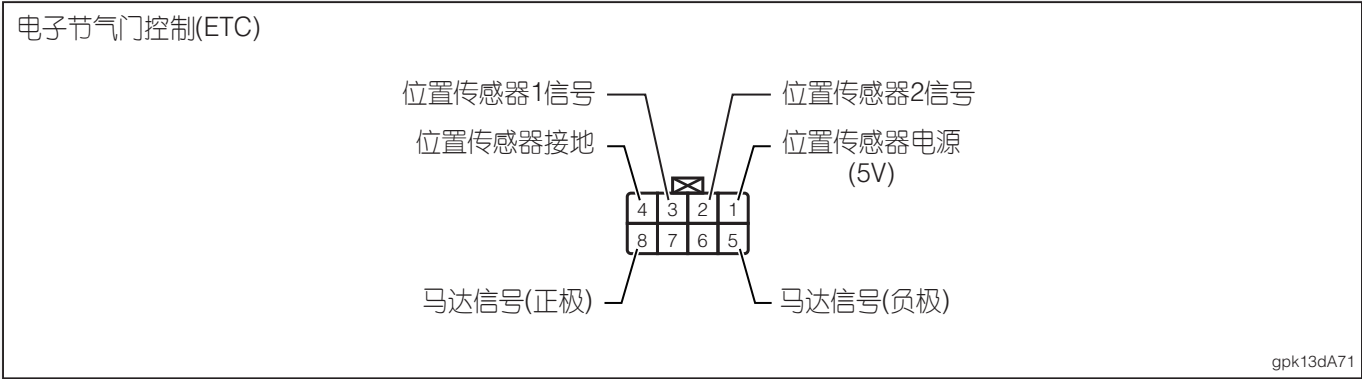 电子节气门控制(ETC)
位置传感器1信号
位置传感器2信号
位置传感器接地
位置传感器电源
(5V)
4 3 2 1
8 7 6 5
马达信号(正极)
马达信号(负极)
gpk13dA71